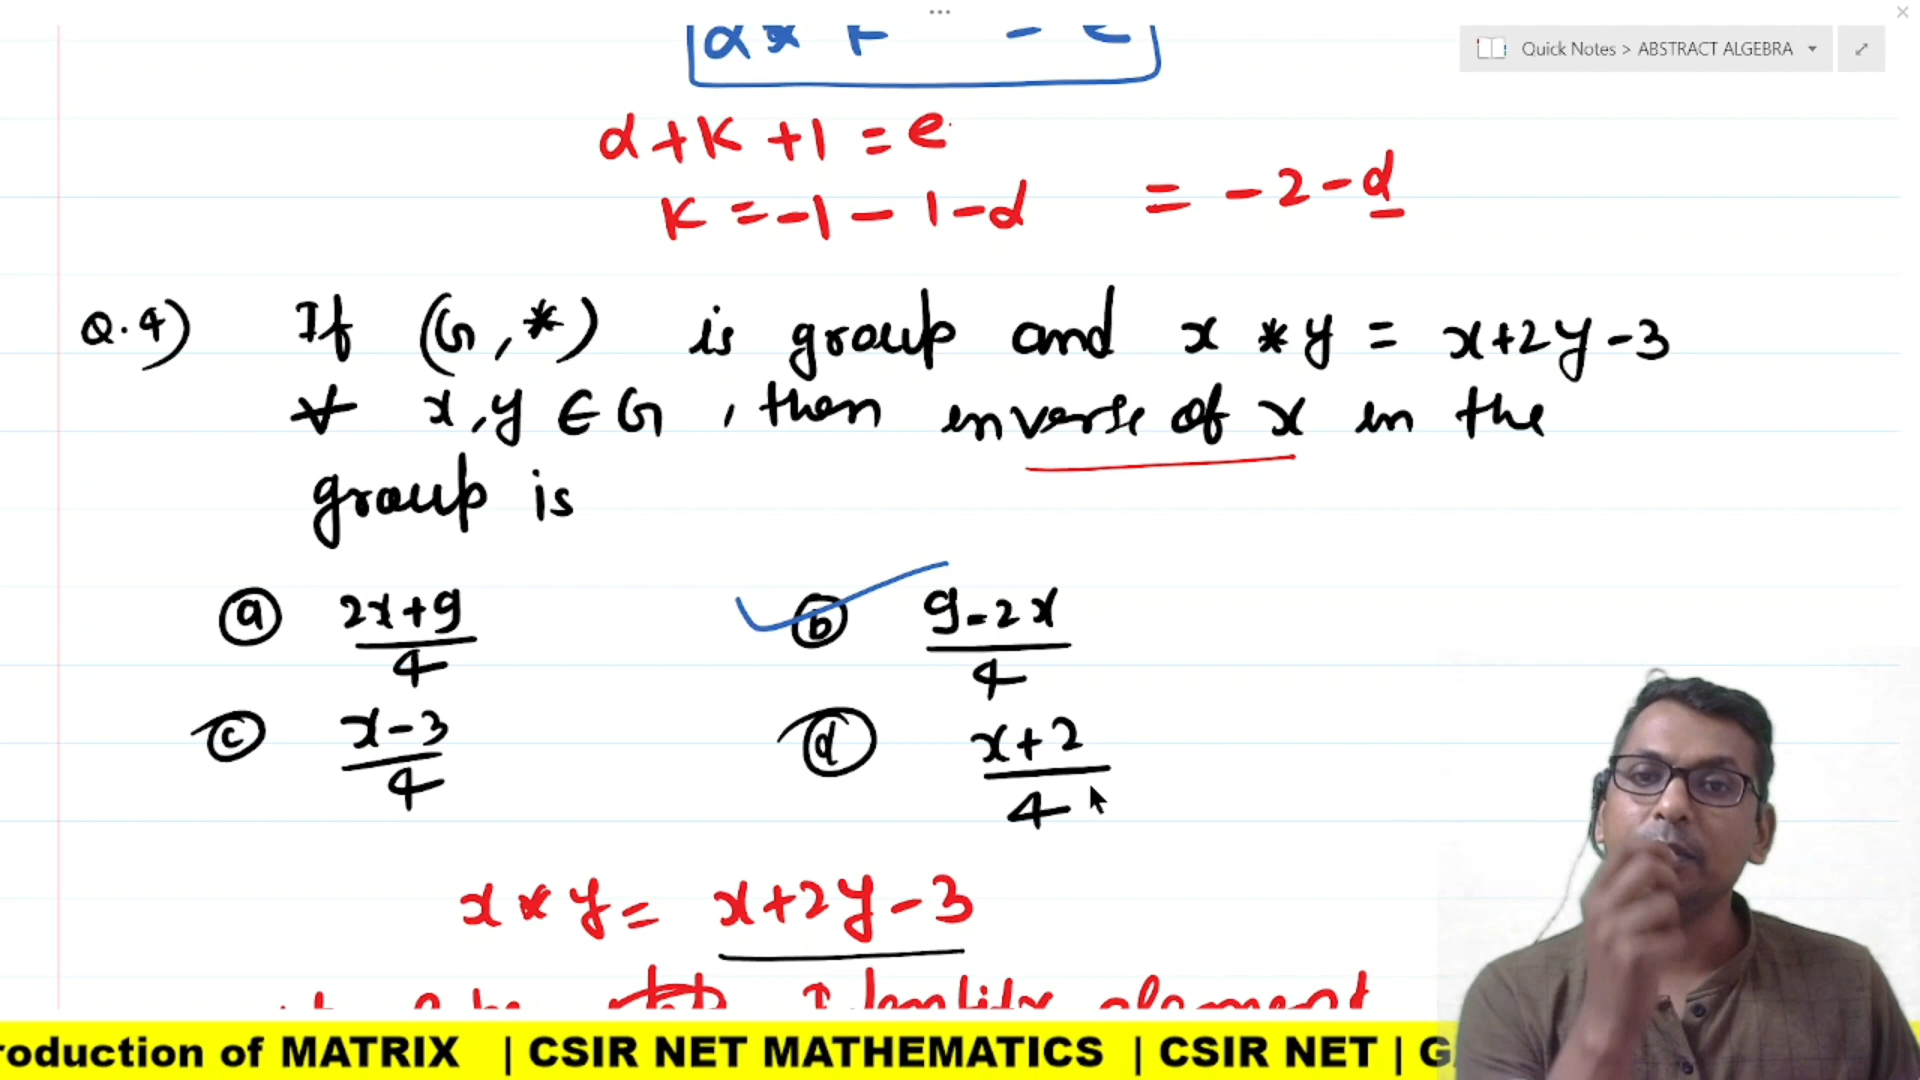 Quick Notes > ABSTRACT ALGEBRA
α + K + 1 = e
K = -1 - 1 - α = -2 - α
Q.4) If (G, *) is group and x * y = x+2y-3
∀ x, y ∈ G, then inverse of x in the
group is
(a) 2x+9/4 (b) 9-2x/4
(c) x-3/4 (d) x+2/4
x * y = x+2y-3
Identity element
roduction of MATRIX | CSIR NET MATHEMATICS | CSIR NET | G